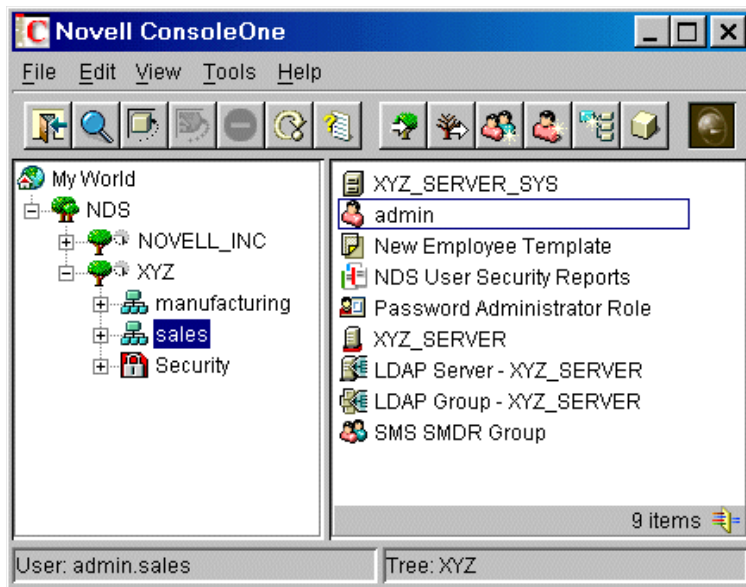 Novell ConsoleOne
File Edit View Tools Help
My World
NDS
NOVELL_INC
XYZ
manufacturing
sales
Security
XYZ_SERVER_SYS
admin
New Employee Template
NDS User Security Reports
Password Administrator Role
XYZ_SERVER
LDAP Server - XYZ_SERVER
LDAP Group - XYZ_SERVER
SMS SMDR Group
9 items
User: admin.sales
Tree: XYZ